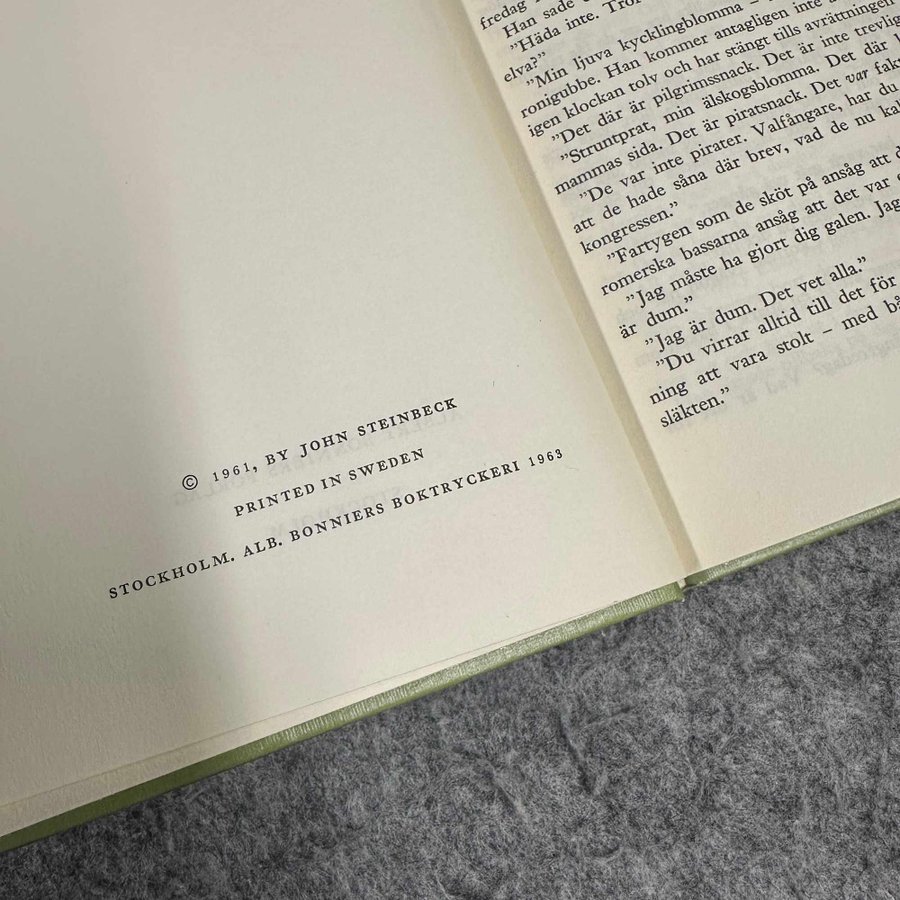 © 1961, BY JOHN STEINBECK
PRINTED IN SWEDEN
STOCKHOLM. ALB. BONNIERS BOKTRYCKERI 1963
fredag
Han sade
”Häda inte.
elva?”
”Min ljuva kycklingblomma –
ronigubbe. Han kommer antagligen inte
igen klockan tolv och har stängt tills avrättningen
”Det där är pilgrimssnack. Det är inte trevlig
”Struntprat, min älskogsblomma. Det där
mammas sida. Det är piratsnack. Det var
”De var inte pirater. Valfångare, har du
att de hade såna där brev, vad de nu
kongressen.”
”Fartygen som de sköt på ansåg att
romerska bassarna ansåg att det var
”Jag måste ha gjort dig galen. Jag
är dum.”
”Jag är dum. Det vet alla.”
”Du virrar alltid till det för
ning att vara stolt – med
släkten.”